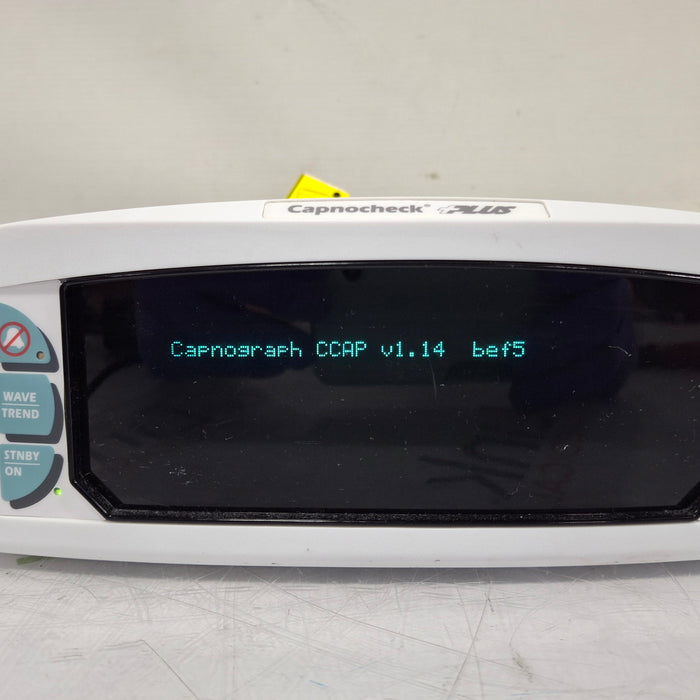 Capnocheck® PLUS
Capnograph CCAP v1.14 bef5
WAVE
TREND
STNBY
ON